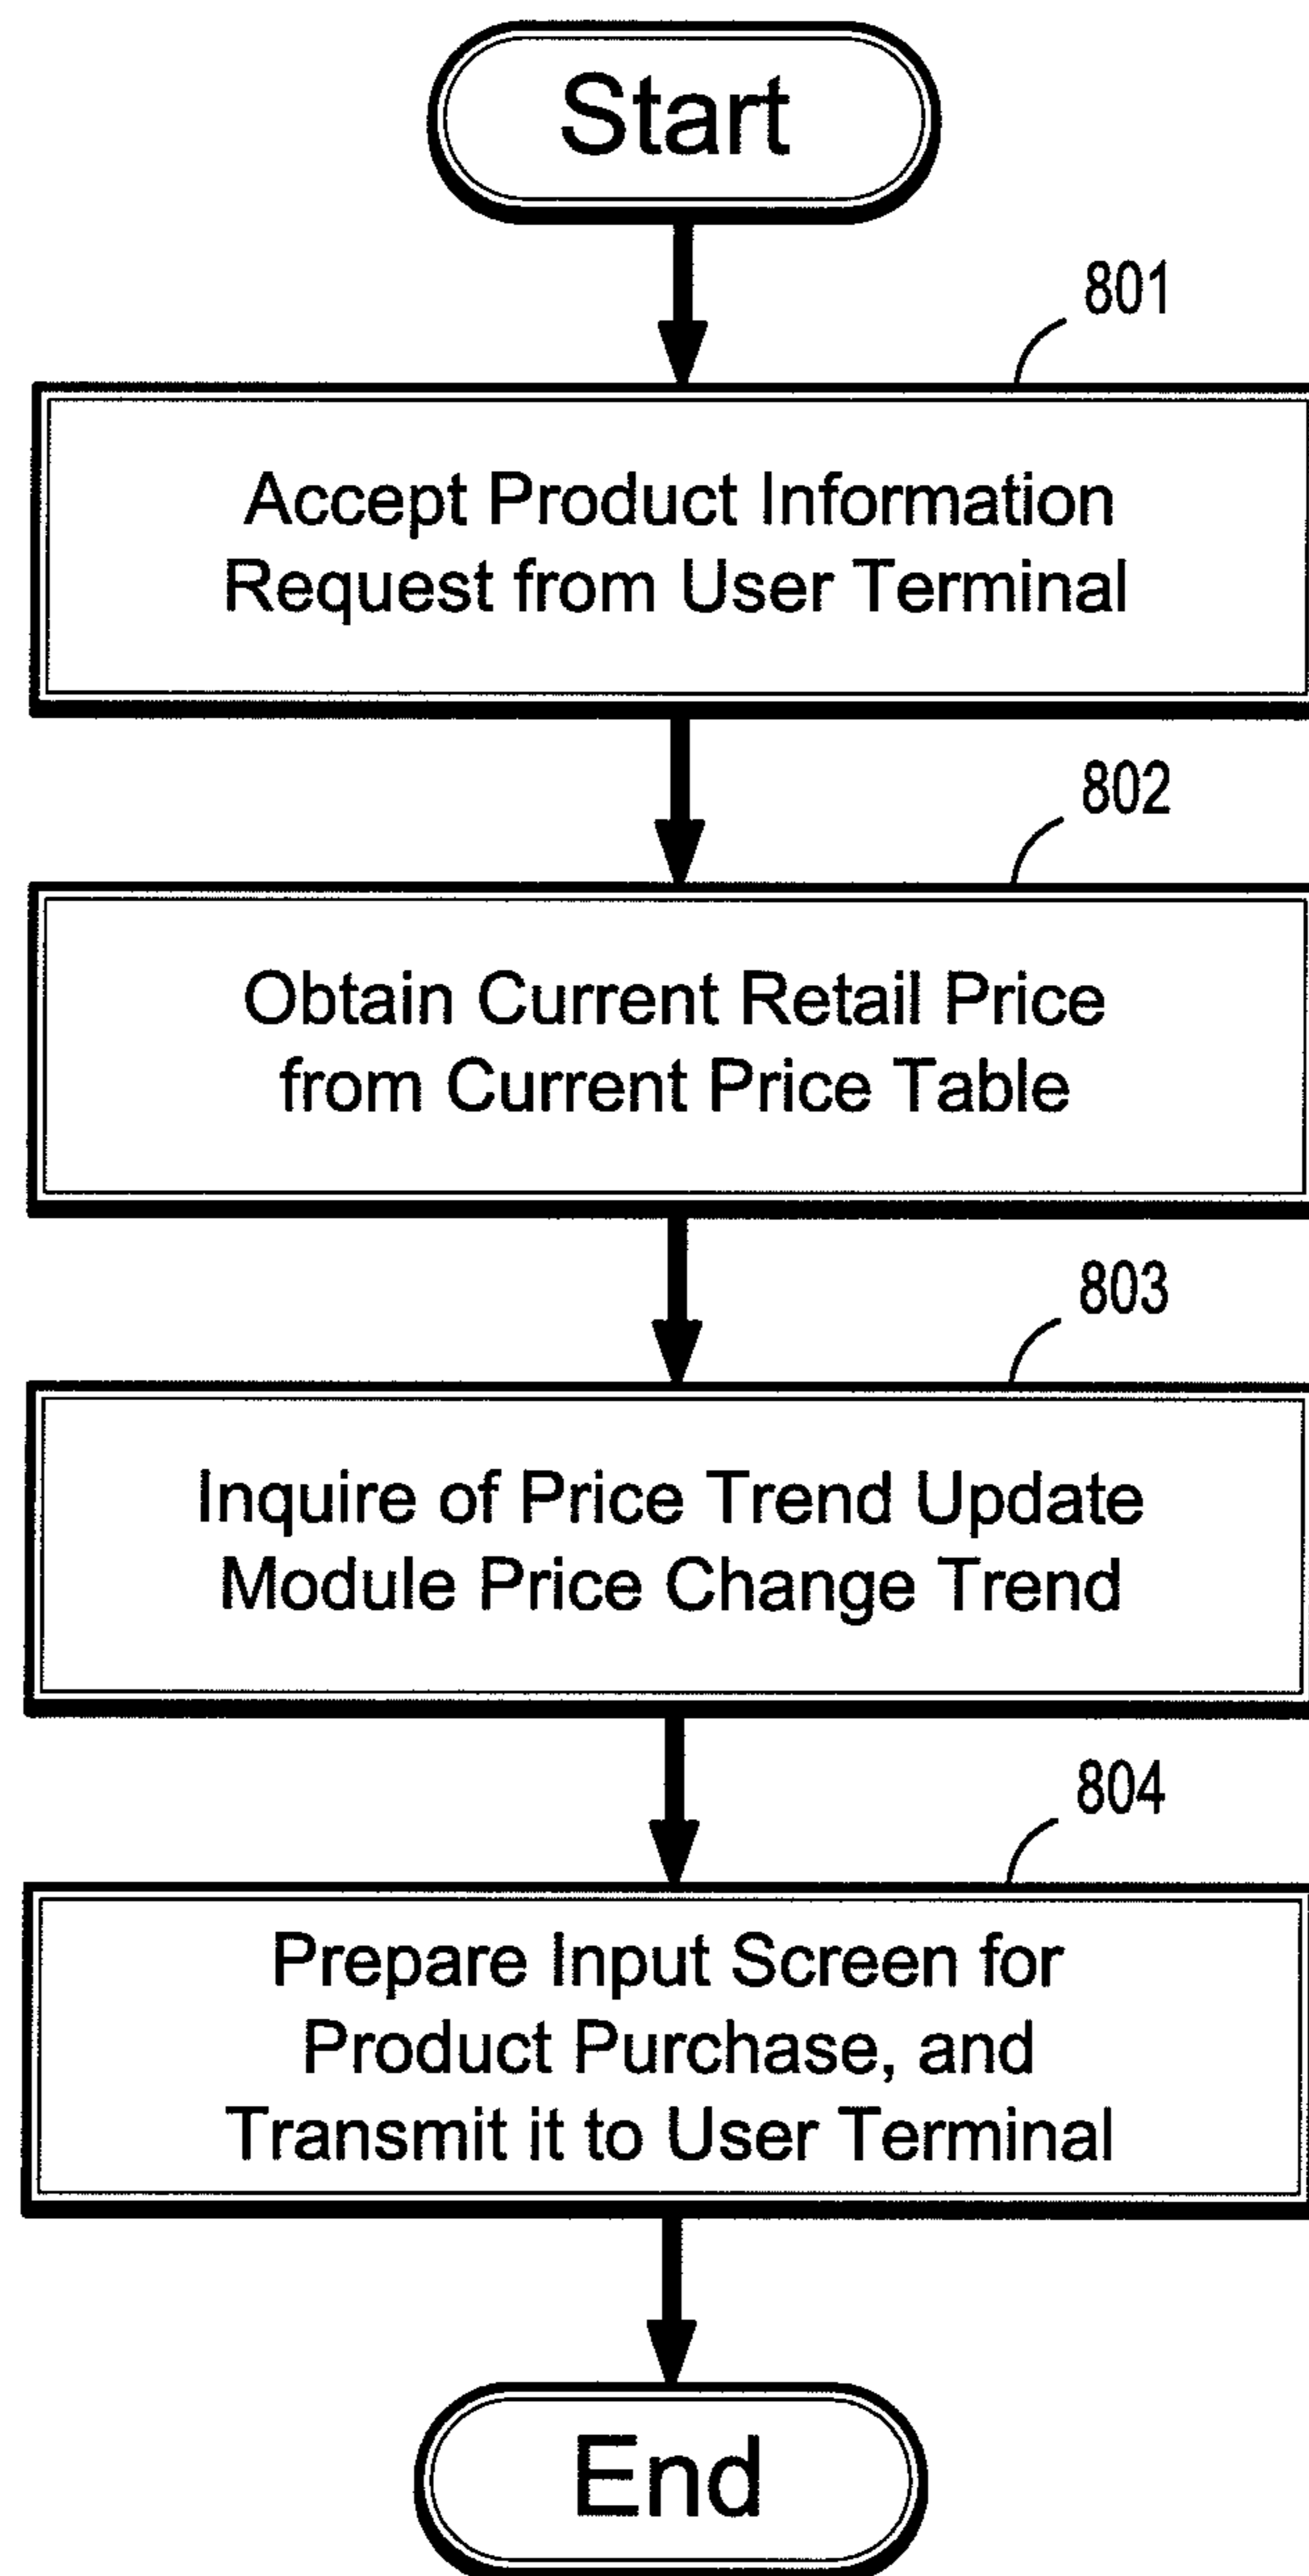 Start
801
Accept Product Information
Request from User Terminal
802
Obtain Current Retail Price
from Current Price Table
803
Inquire of Price Trend Update
Module Price Change Trend
804
Prepare Input Screen for
Product Purchase, and
Transmit it to User Terminal
End